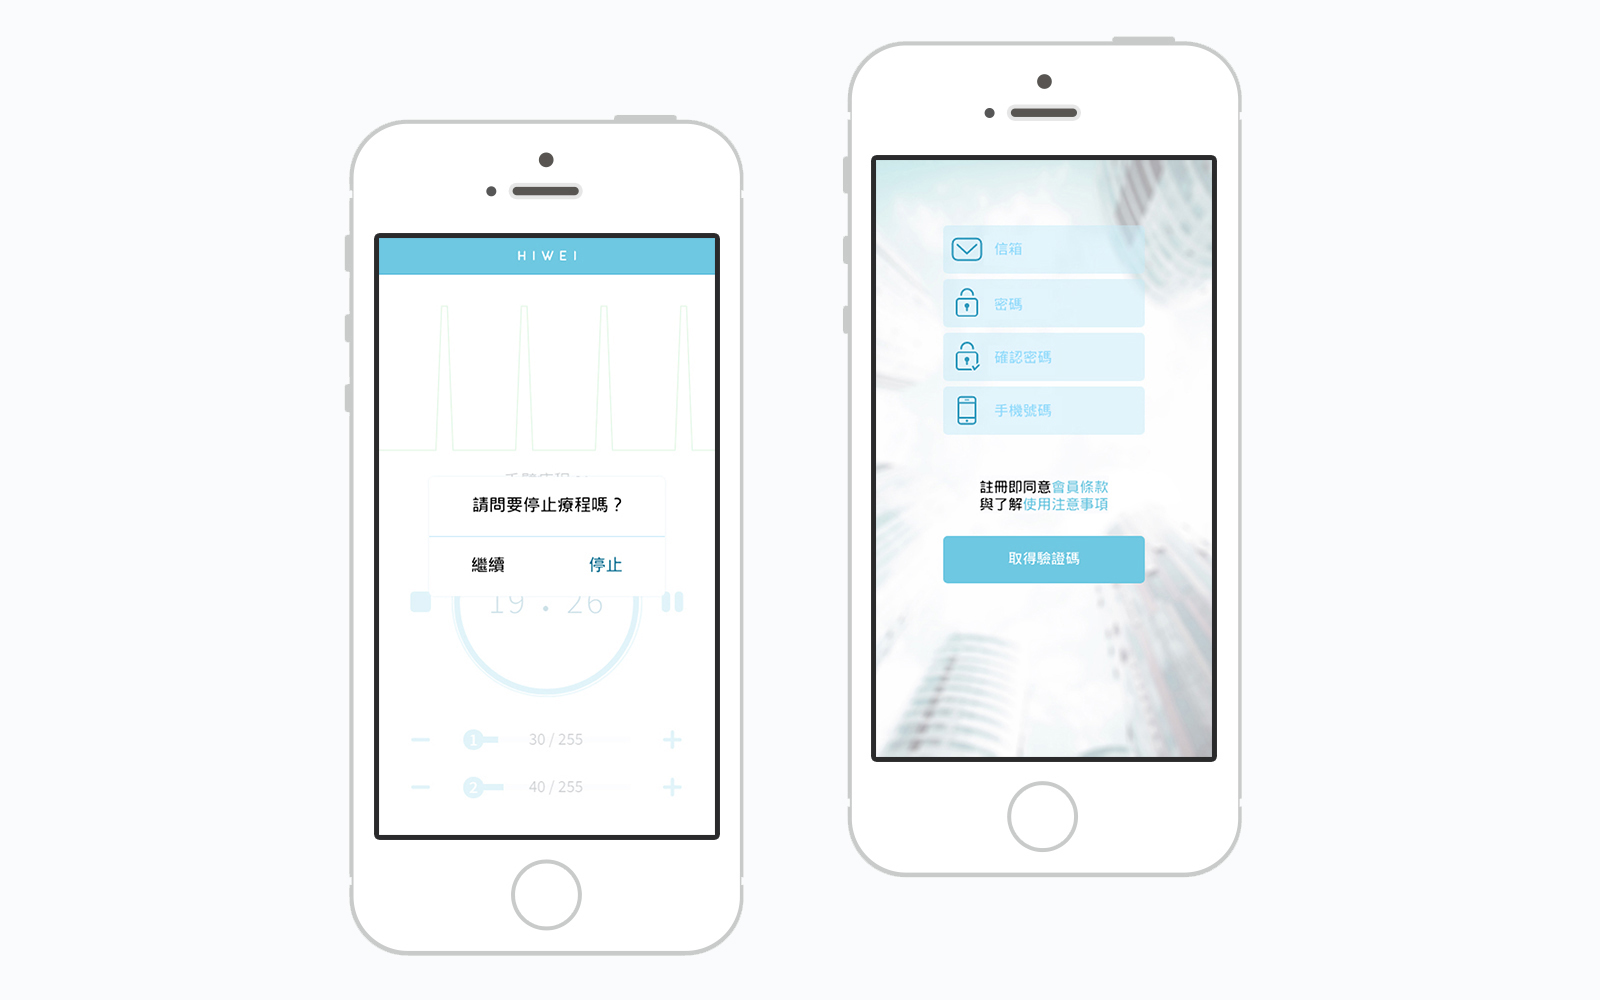 HIWEI
請問要停止療程嗎？
繼續
停止
19 : 26
1
30 / 255
2
40 / 255
信箱
密碼
確認密碼
手機號碼
註冊即同意會員條款
與了解使用注意事項
取得驗證碼